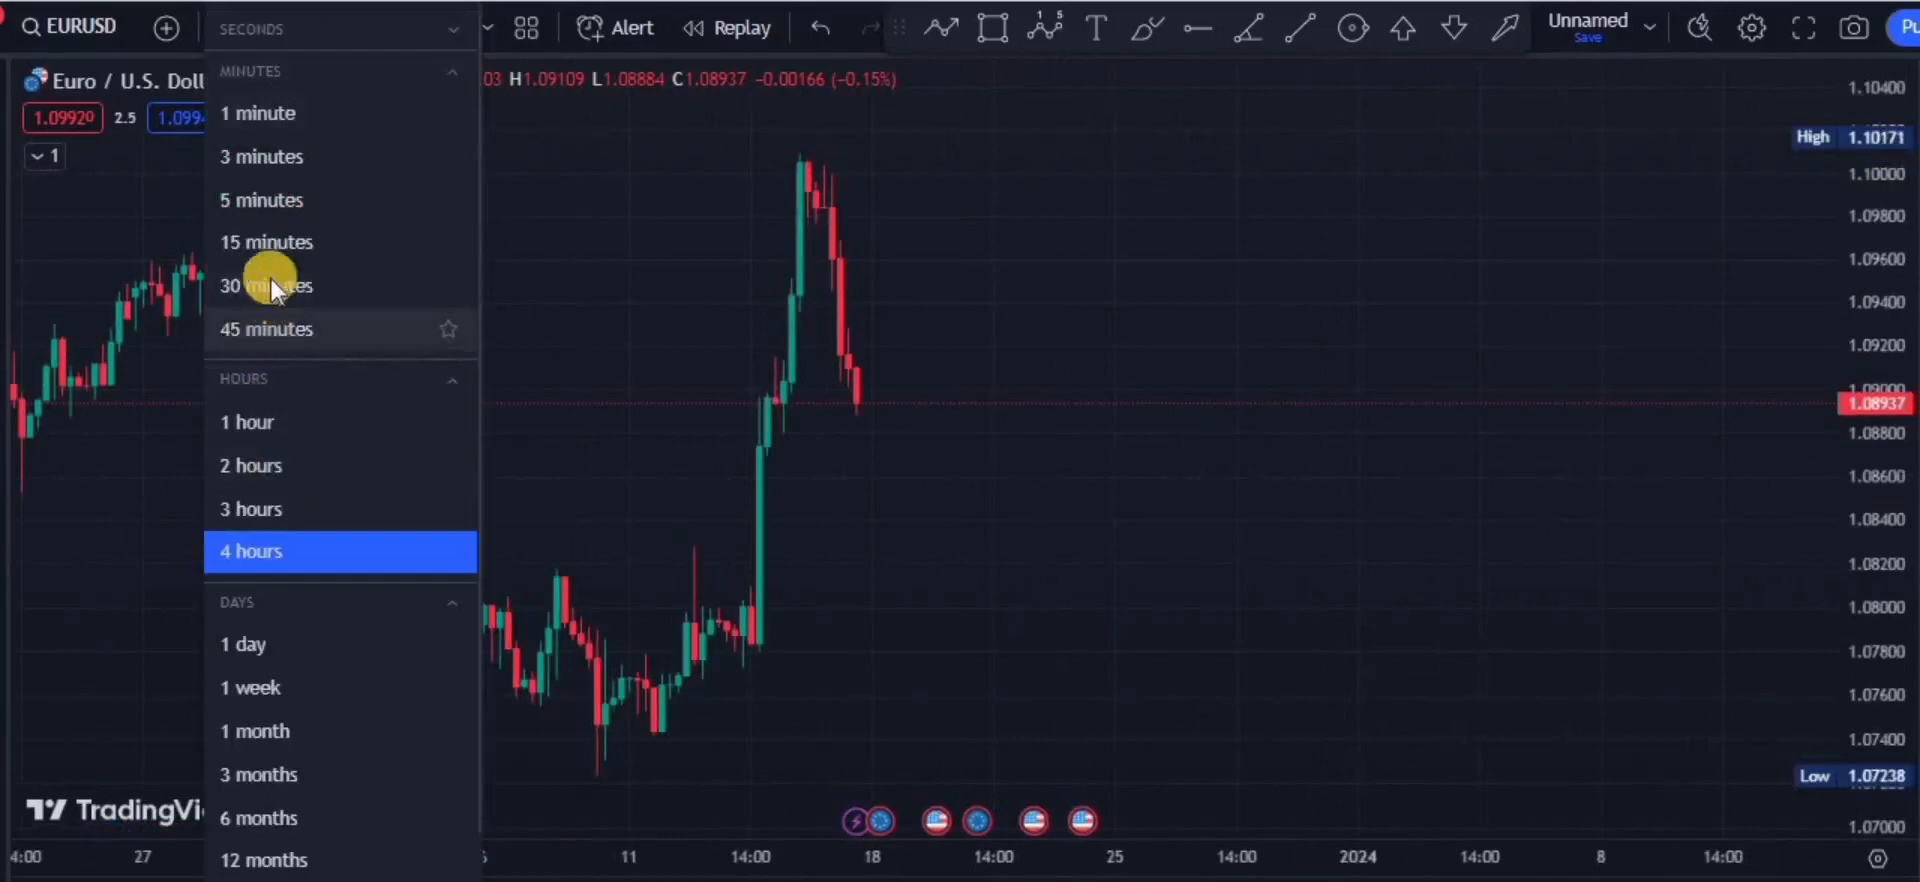 EURUSD
Alert
Replay
1 5
T
Unnamed
Save
Pu
Euro / U.S. Doll
03 H1.09109 L1.08884 C1.08937 −0.00166 (−0.15%)
1.09920
2.5
1.099
1
SECONDS
MINUTES
1 minute
3 minutes
5 minutes
15 minutes
30 minutes
45 minutes
HOURS
1 hour
2 hours
3 hours
4 hours
DAYS
1 day
1 week
1 month
3 months
6 months
12 months
1.10400
High 1.10171
1.10000
1.09800
1.09600
1.09400
1.09200
1.09000
1.08937
1.08800
1.08600
1.08400
1.08200
1.08000
1.07800
1.07600
1.07400
Low 1.07238
1.07000
TradingVi
4:00 27 11 14:00 18 14:00 25 14:00 2024 14:00 8 14:00